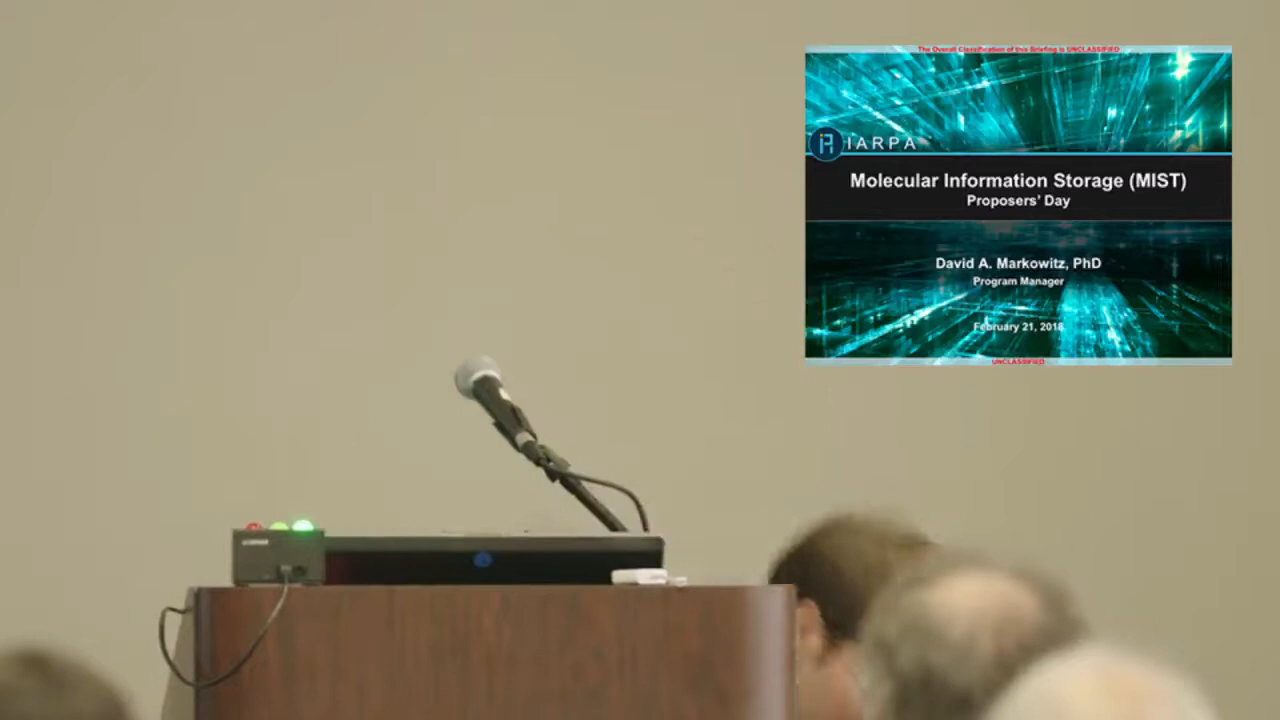 The Overall Classification of this Briefing is UNCLASSIFIED
IARPA
Molecular Information Storage (MIST)
Proposers' Day
David A. Markowitz, PhD
Program Manager
February 21, 2018
UNCLASSIFIED